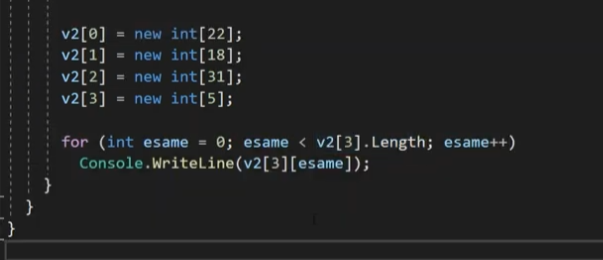 v2[0] = new int[22];
v2[1] = new int[18];
v2[2] = new int[31];
v2[3] = new int[5];
for (int esame = 0; esame < v2[3].Length; esame++)
Console.WriteLine(v2[3][esame]);
}
}
}